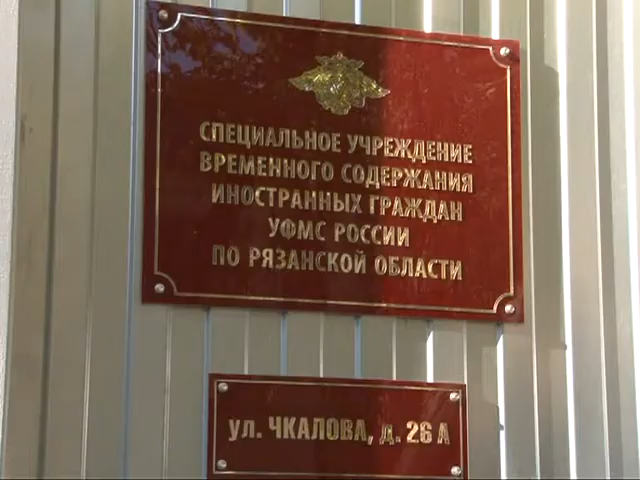 СПЕЦИАЛЬНОЕ УЧРЕЖДЕНИЕ
ВРЕМЕННОГО СОДЕРЖАНИЯ
ИНОСТРАННЫХ ГРАЖДАН
УФМС РОССИИ
ПО РЯЗАНСКОЙ ОБЛАСТИ
ул. ЧКАЛОВА, д. 26 А